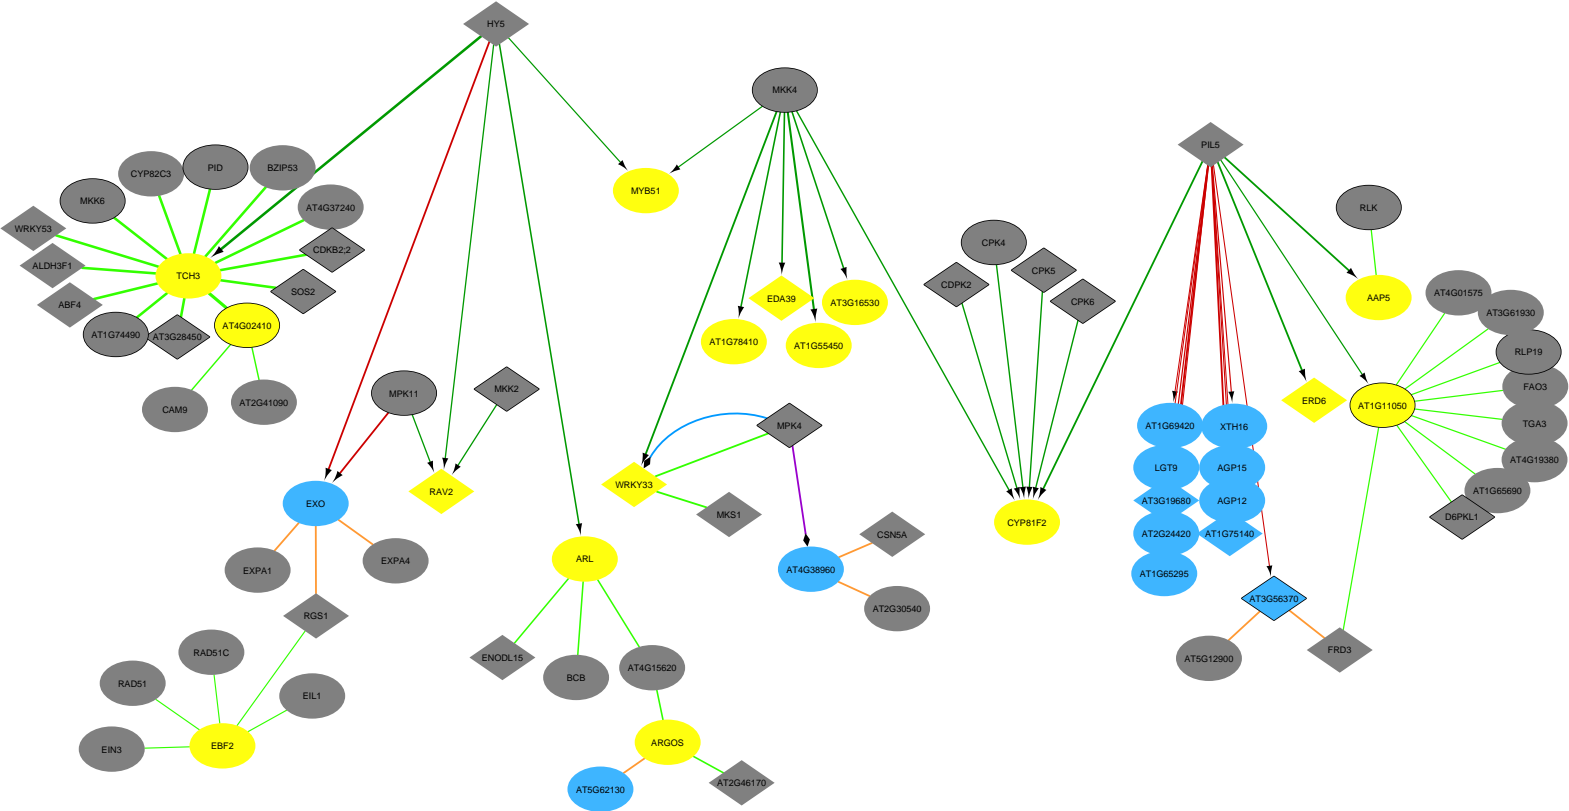 HY5
MKK4
PIL5
PID
BZIP53
CYP82C3
MKK6
AT4G37240
RLK
MYB51
WRKY53
CDKB2;2
CPK4
ALDH3F1
TCH3
CPK5
SOS2
CDPK2
CPK6
EDA39
AT3G16530
AAP5
AT4G01575
ABF4
AT3G61930
AT4G02410
AT1G74490
AT3G28450
AT1G78410
AT1G55450
RLP19
FAO3
MPK11
MKK2
ERD6
AT1G11050
CAM9
AT2G41090
MPK4
AT1G69420
XTH16
TGA3
AT4G19380
LGT9
AGP15
WRKY33
RAV2
AT1G65690
EXO
AT3G19680
AGP12
MKS1
D6PKL1
CYP81F2
AT2G24420
AT1G75140
CSN5A
ARL
EXPA1
EXPA4
AT4G38960
AT1G65295
AT3G56370
AT2G30540
RGS1
RAD51C
ENODL15
AT4G15620
BCB
AT5G12900
FRD3
RAD51
EIL1
EIN3
EBF2
ARGOS
AT5G62130
AT2G46170